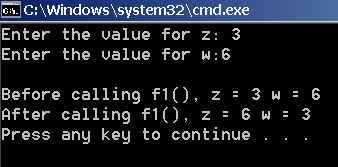 C:\Windows\system32\cmd.exe
Enter the value for z: 3
Enter the value for w:6
Before calling f1(), z = 3 w = 6
After calling f1(), z = 6 w = 3
Press any key to continue . . .